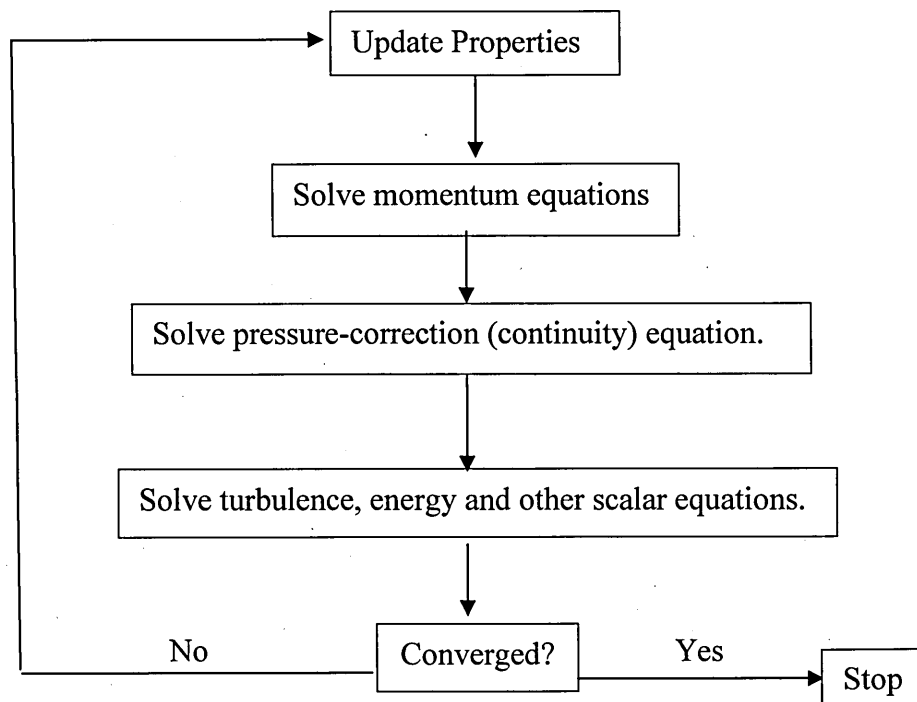 Update Properties
Solve momentum equations
Solve pressure-correction (continuity) equation.
Solve turbulence, energy and other scalar equations.
No
Converged?
Yes
Stop